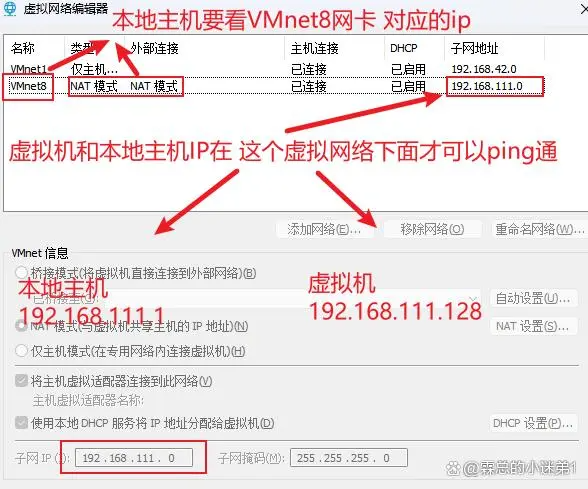 虚拟网络编辑器
本地主机要看VMnet8网卡 对应的ip
名称 类型 外部连接 主机连接 DHCP 子网地址
VMnet1 仅主机... 已连接 已启用 192.168.42.0
VMnet8 NAT 模式 NAT 模式 已连接 已启用 192.168.111.0
虚拟机和本地主机IP在 这个虚拟网络下面才可以ping通
添加网络(E)... 移除网络(O) 重命名网络(W)...
VMnet 信息
桥接模式(将虚拟机直接连接到外部网络)(B)
本地主机
虚拟机
自动设置(U)...
192.168.111.1
192.168.111.128
NAT 模式(与虚拟机共享主机的 IP 地址)(N) NAT 设置(S)...
仅主机模式(在专用网络内连接虚拟机)(H)
将主机虚拟适配器连接到此网络(V)
主机虚拟适配器名称:
使用本地 DHCP 服务将 IP 地址分配给虚拟机(D) DHCP 设置(P)...
子网 IP (I): 192 . 168 . 111 . 0 子网掩码(M): 255 . 255 . 255 . 0
霖总的小迷弟1